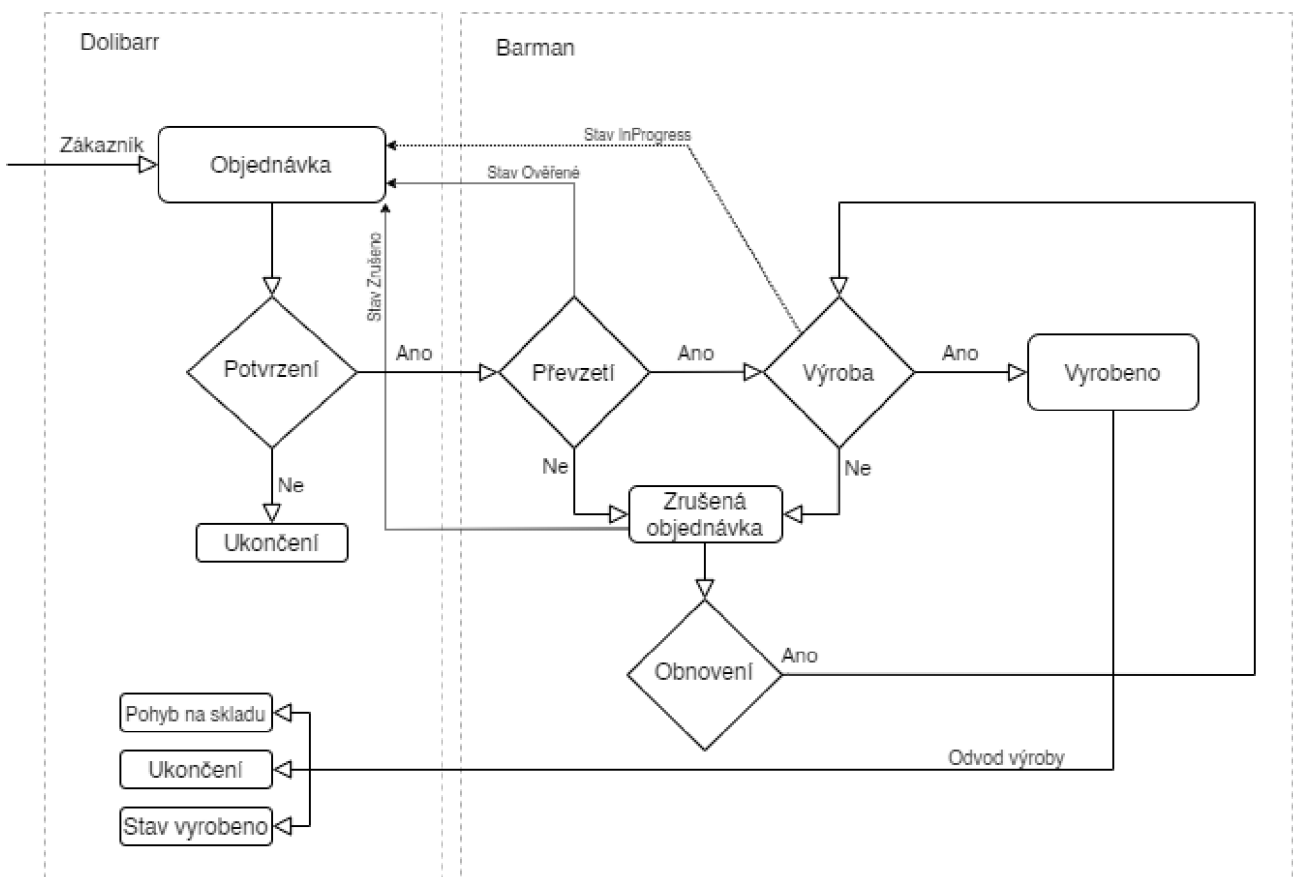 Dolibarr
Barman
Zákazník
Objednávka
Stav InProgress
Stav Ověřené
Stav Zrušeno
Potvrzení
Ano
Převzetí
Ano
Výroba
Ano
Vyrobeno
Ne
Ne
Ne
Ukončení
Zrušená
objednávka
Obnovení
Ano
Pohyb na skladu
Ukončení
Stav vyrobeno
Odvod výroby